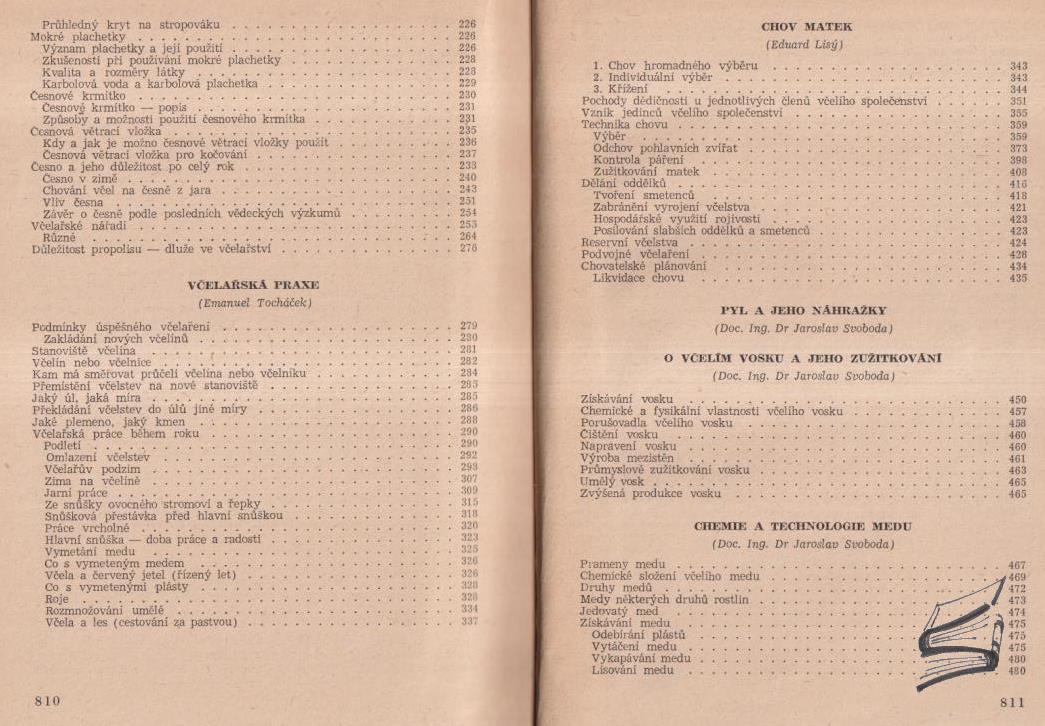 Průhledný kryt na stropováku . . . 226
Mokré plachetky . . . 226
Význam plachetky a její použití . . . 226
Zkušenosti při používání mokré plachetky . . . 228
Kvalita a rozměry látky . . . 228
Karbolová voda a karbolová plachetka . . . 229
Česnové krmítko . . . 230
Česnové krmítko — popis . . . 231
Způsoby a možnosti použití česnového krmítka . . . 231
Česnová větrací vložka . . . 235
Kdy a jak je možno česnové větrací vložky použít . . . 236
Česnová větrací vložka pro kočování . . . 237
Česno a jeho důležitost po celý rok . . . 238
Česno v zimě . . . 240
Chování včel na česně z jara . . . 243
Vliv česna . . . 251
Závěr o česně podle posledních vědeckých výzkumů . . . 254
Včelařské nářadí . . . 255
Různé . . . 264
Důležitost propolisu — dluže ve včelařství . . . 276
VČELAŘSKÁ PRAXE
(Emanuel Tocháček)
Podmínky úspěšného včelaření . . . 279
Zakládání nových včelínů . . . 280
Stanoviště včelína . . . 281
Včelín nebo včelnice . . . 282
Kam má směřovat průčelí včelína nebo včelníku . . . 284
Přemístění včelstev na nové stanoviště . . . 285
Jaký úl, jaká míra . . . 285
Překládání včelstev do úlů jiné míry . . . 286
Jaké plemeno, jaký kmen . . . 288
Včelařská práce během roku . . . 290
Podletí . . . 290
Omlazení včelstev . . . 292
Včelařův podzim . . . 298
Zima na včelíně . . . 307
Jarní práce . . . 309
Ze snůšky ovocného stromoví a řepky . . . 315
Snůšková přestávka před hlavní snůškou . . . 318
Práce vrcholné . . . 320
Hlavní snůška — doba práce a radosti . . . 323
Vymetání medu . . . 325
Co s vymeteným medem . . . 326
Včela a červený jetel (řízený let) . . . 326
Co s vymetenými plásty . . . 328
Roje . . . 328
Rozmnožování umělé . . . 334
Včela a les (cestování za pastvou) . . . 337
810
CHOV MATEK
(Eduard Lisý)
1. Chov hromadného výběru . . . 343
2. Individuální výběr . . . 343
3. Křížení . . . 344
Pochody dědičnosti u jednotlivých členů včelího společenství . . . 351
Vznik jedinců včelího společenství . . . 355
Technika chovu . . . 359
Výběr . . . 359
Odchov pohlavních zvířat . . . 373
Kontrola páření . . . 398
Zužitkování matek . . . 408
Dělání oddělků . . . 416
Tvoření smetenců . . . 418
Zabránění vyrojení včelstva . . . 421
Hospodářské využití rojivosti . . . 423
Posilování slabších oddělků a smetenců . . . 423
Reservní včelstva . . . 424
Podvojné včelaření . . . 428
Chovatelské plánování . . . 434
Likvidace chovu . . . 435
PYL A JEHO NÁHRAŽKY
(Doc. Ing. Dr Jaroslav Svoboda)
O VČELÍM VOSKU A JEHO ZUŽITKOVÁNÍ
(Doc. Ing. Dr Jaroslav Svoboda)
Získávání vosku . . . 450
Chemické a fysikální vlastnosti včelího vosku . . . 457
Porušovadla včelího vosku . . . 458
Čištění vosku . . . 460
Napravení vosku . . . 460
Výroba mezistěn . . . 461
Průmyslové zužitkování vosku . . . 463
Umělý vosk . . . 465
Zvýšená produkce vosku . . . 465
CHEMIE A TECHNOLOGIE MEDU
(Doc. Ing. Dr Jaroslav Svoboda)
Prameny medu . . . 467
Chemické složení včelího medu . . . 469
Druhy medů . . . 472
Medy některých druhů rostlin . . . 473
Jedovatý med . . . 474
Získávání medu . . . 475
Odebírání plástů . . . 475
Vytáčení medu . . . 475
Vykapávání medu . . . 480
Lisování medu . . . 480
811